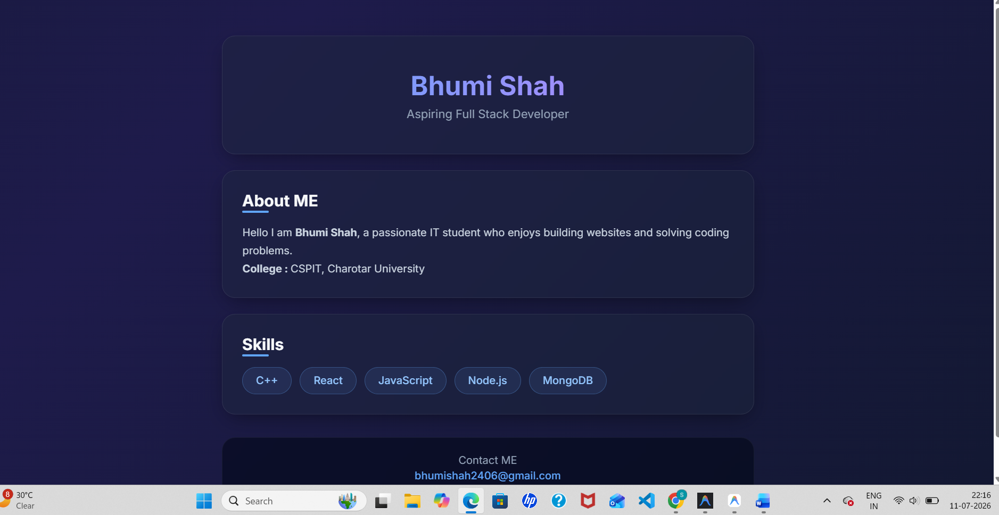 Bhumi Shah
Aspiring Full Stack Developer
About ME
Hello I am Bhumi Shah, a passionate IT student who enjoys building websites and solving coding
problems.
College : CSPIT, Charotar University
Skills
C++ React JavaScript Node.js MongoDB
Contact ME
bhumishah2406@gmail.com
8
30°C
Clear
Search
hp
?
O
S
W
ENG
IN
22:16
11-07-2026